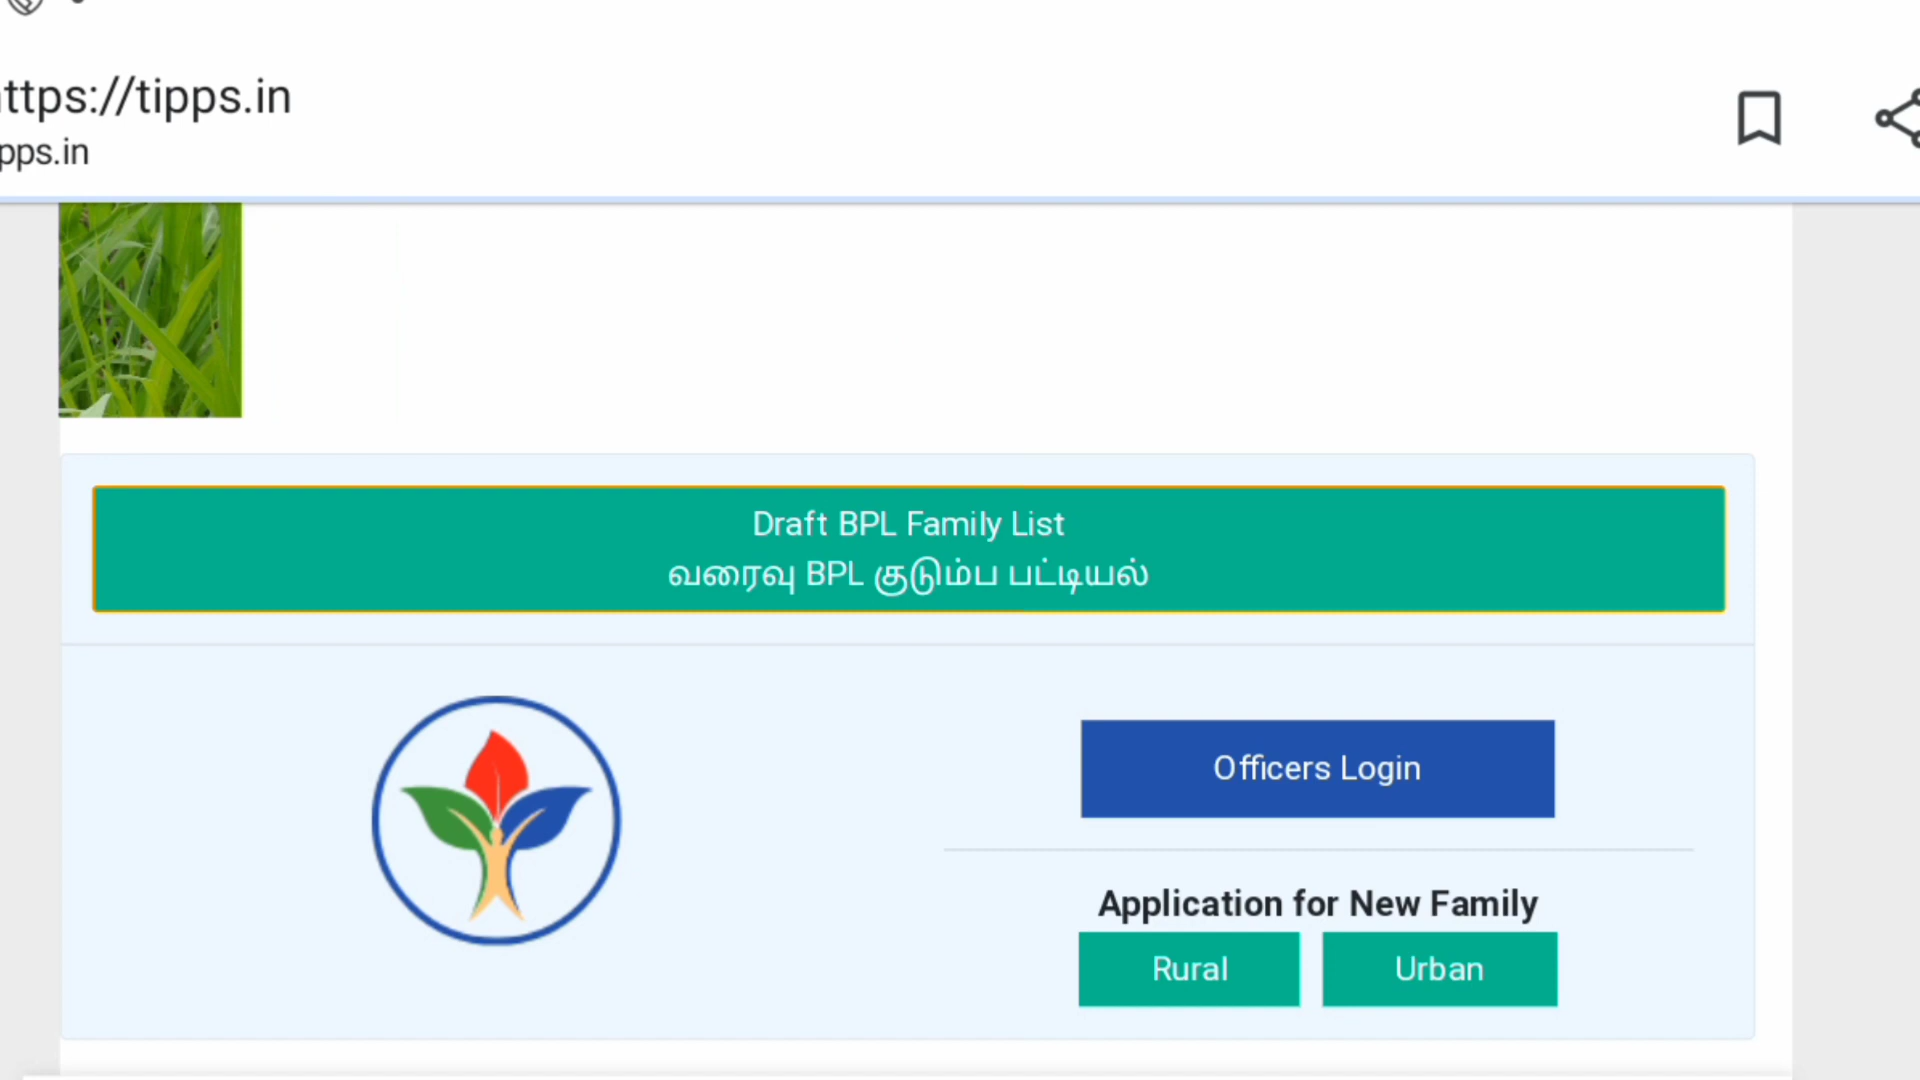 ttps://tipps.in
pps.in
Draft BPL Family List
வரைவு BPL குடும்ப பட்டியல்
Officers Login
Application for New Family
Rural
Urban